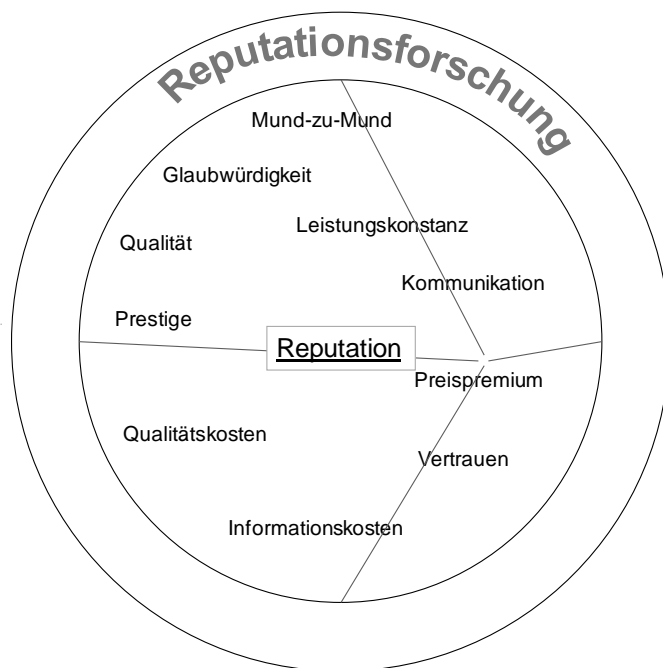 Reputationsforschung
Mund-zu-Mund
Glaubwürdigkeit
Leistungskonstanz
Qualität
Kommunikation
Prestige
Reputation
Preispremium
Qualitätskosten
Vertrauen
Informationskosten